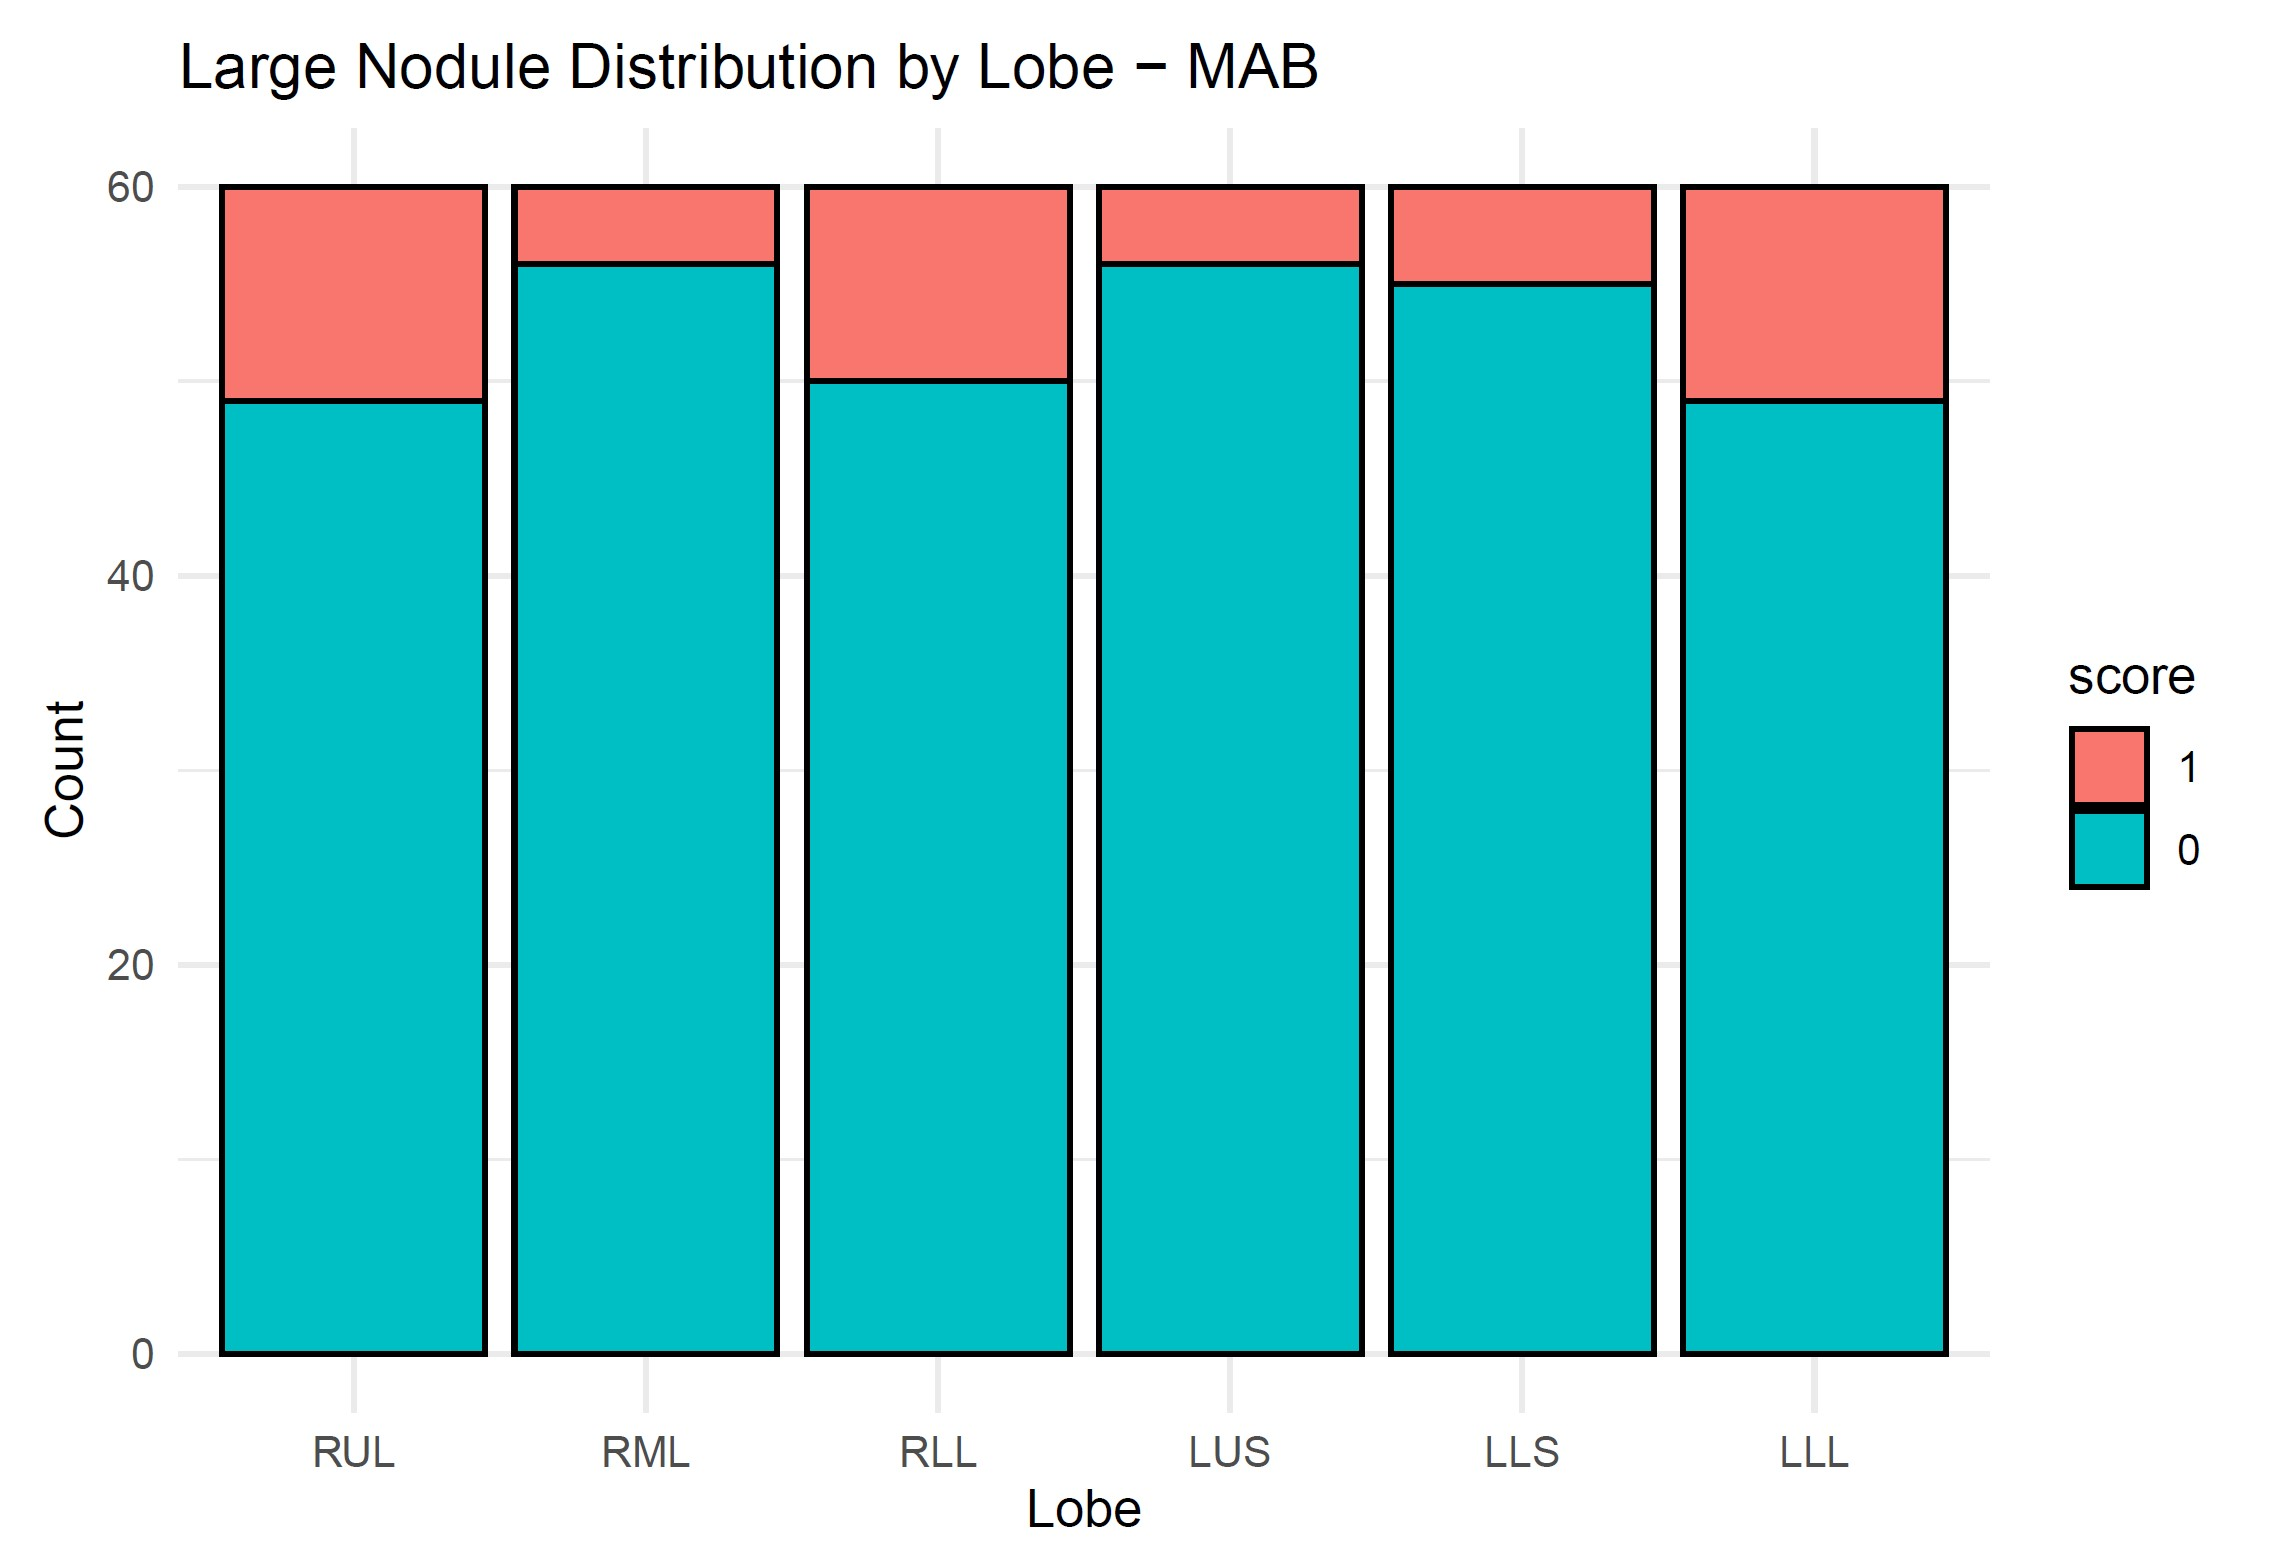 Large Nodule Distribution by Lobe − MAB
60
40
20
0
Count
RUL RML RLL LUS LLS LLL
Lobe
score
1
0